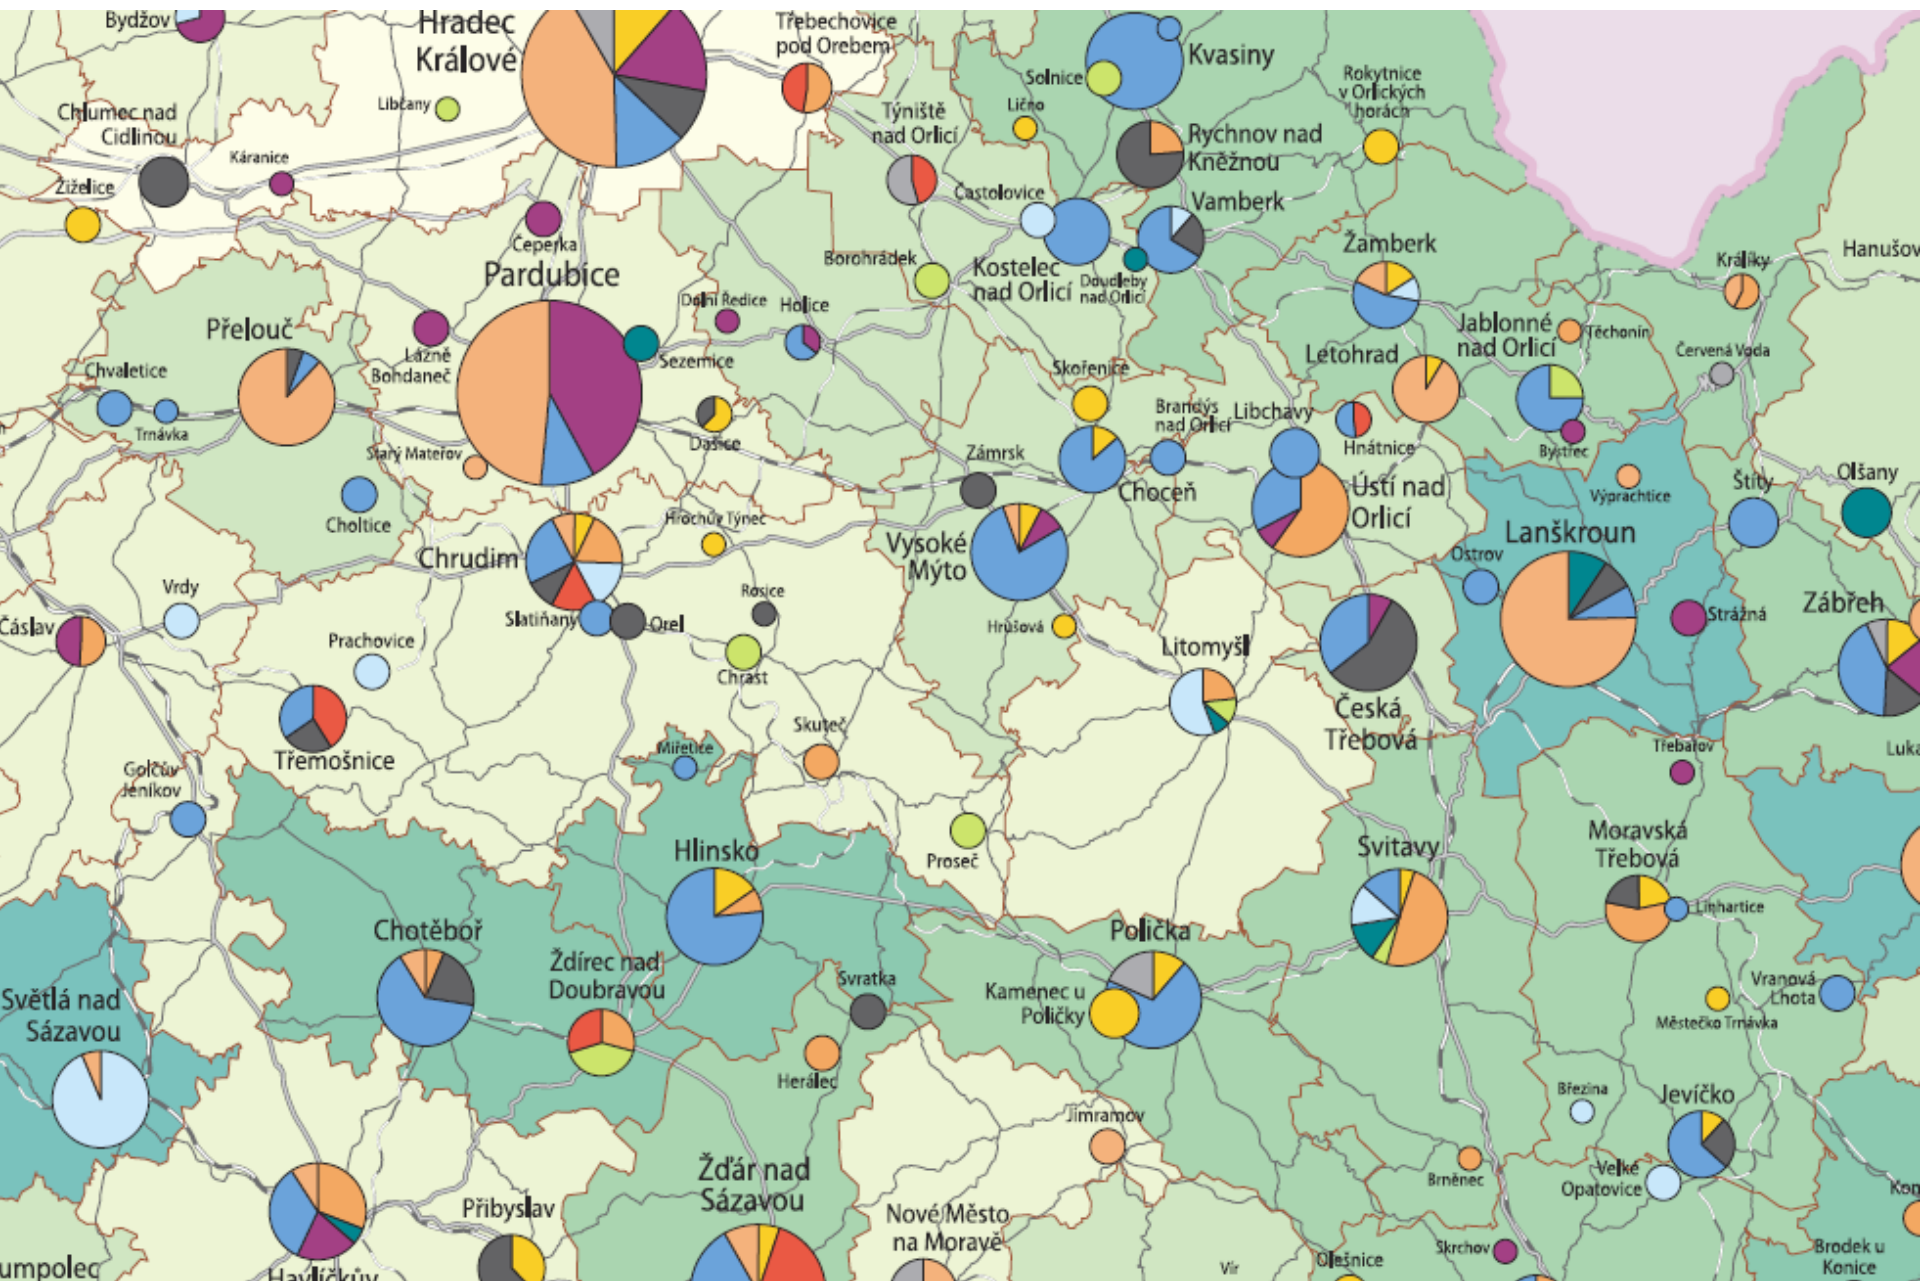 Bydžov
Hradec
Králové
Třebechovice
pod Orebem
Kvasiny
Solnice
Rokytnice
v Orlických
horách
Libčany
Lično
Chlumec nad
Cidlinou
Týniště
nad Orlicí
Rychnov nad
Kněžnou
Káranice
Žiželice
Častolovice
Vamberk
Čeperka
Žamberk
Hanušov
Borohrádek
Králíky
Pardubice
Kostelec
nad Orlicí
Doudleby
nad Orlicí
Dolní Ředice
Holice
Přelouč
Jablonné
nad Orlicí
Těchonín
Lázně
Bohdaneč
Sezemice
Letohrad
Červená Voda
Chvaletice
Skořenice
Trnávka
Brandýs
nad Orlicí
Libchavy
Dašice
Hnátnice
Bystřec
Starý Mateřov
Zámrsk
Choceň
Ústí nad
Orlicí
Výprachtice
Štíty
Olšany
Choltice
Hrochův Týnec
Vysoké
Mýto
Lanškroun
Ostrov
Chrudim
Vrdy
Rosice
Strážná
Zábřeh
Čáslav
Slatiňany
Orel
Hrušová
Prachovice
Litomyšl
Chrast
Česká
Třebová
Skuteč
Třemošnice
Miřetice
Třebařov
Luka
Golčův
Jeníkov
Moravská
Třebová
Hlinsko
Proseč
Svitavy
Linhartice
Chotěboř
Polička
Ždírec nad
Doubravou
Svratka
Kamenec u
Poličky
Vranová
Lhota
Světlá nad
Sázavou
Městečko Trnávka
Herálec
Březina
Jevíčko
Jimramov
Žďár nad
Sázavou
Brněnec
Velké
Opatovice
Kon
Přibyslav
Nové Město
na Moravě
Skrchov
Brodek u
Konice
Olešnice
Vír
umpolec
Havlíčkův